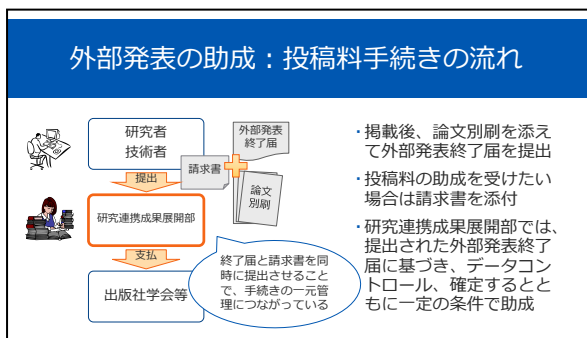 外部発表の助成：投稿料手続きの流れ
研究者
技術者
外部発表
終了届
請求書
論文
別刷
提出
研究連携成果展開部
支払
出版社学会等
終了届と請求書を同
時に提出させること
で、手続きの一元管
理につながっている
・掲載後、論文別刷を添え
て外部発表終了届を提出
・投稿料の助成を受けたい
場合は請求書を添付
・研究連携成果展開部では、
提出された外部発表終了
届に基づき、データコン
トロール、確定するとと
もに一定の条件で助成